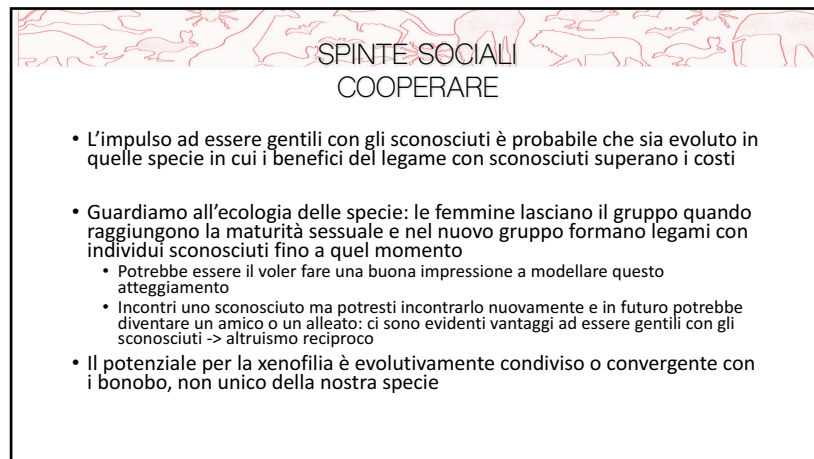 SPINTE SOCIALI
COOPERARE
• L'impulso ad essere gentili con gli sconosciuti è probabile che sia evoluto in
quelle specie in cui i benefici del legame con sconosciuti superano i costi
• Guardiamo all'ecologia delle specie: le femmine lasciano il gruppo quando
raggiungono la maturità sessuale e nel nuovo gruppo formano legami con
individui sconosciuti fino a quel momento
• Potrebbe essere il voler fare una buona impressione a modellare questo
atteggiamento
• Incontri uno sconosciuto ma potresti incontrarlo nuovamente e in futuro potrebbe
diventare un amico o un alleato: ci sono evidenti vantaggi ad essere gentili con gli
sconosciuti -> altruismo reciproco
• Il potenziale per la xenofilia è evolutivamente condiviso o convergente con
i bonobo, non unico della nostra specie